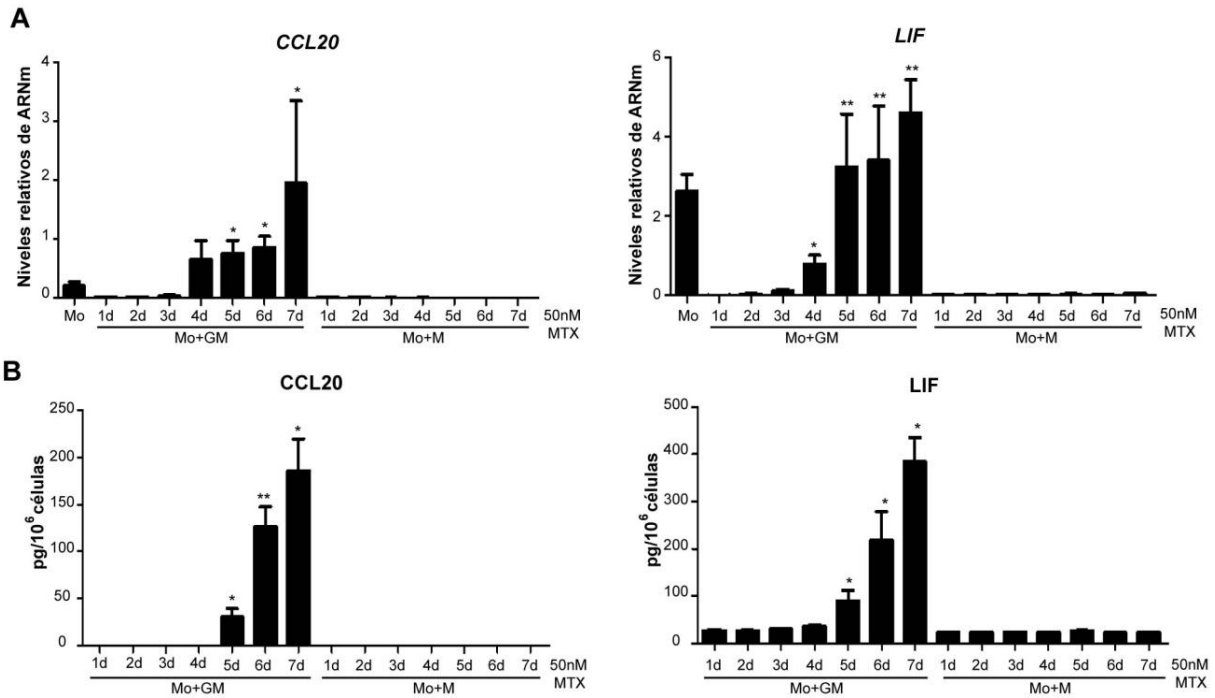 A
CCL20
Niveles relativos de ARNm
4
3
2
1
0
*
*
*
Mo 1d 2d 3d 4d 5d 6d 7d 1d 2d 3d 4d 5d 6d 7d 50nM
Mo+GM Mo+M MTX
LIF
Niveles relativos de ARNm
6
4
2
0
*
**
**
**
Mo 1d 2d 3d 4d 5d 6d 7d 1d 2d 3d 4d 5d 6d 7d 50nM
Mo+GM Mo+M MTX
B
CCL20
pg/10⁶ células
250
200
150
100
50
0
*
**
*
1d 2d 3d 4d 5d 6d 7d 1d 2d 3d 4d 5d 6d 7d 50nM
Mo+GM Mo+M MTX
LIF
pg/10⁶ células
500
400
300
200
100
0
*
*
*
1d 2d 3d 4d 5d 6d 7d 1d 2d 3d 4d 5d 6d 7d 50nM
Mo+GM Mo+M MTX